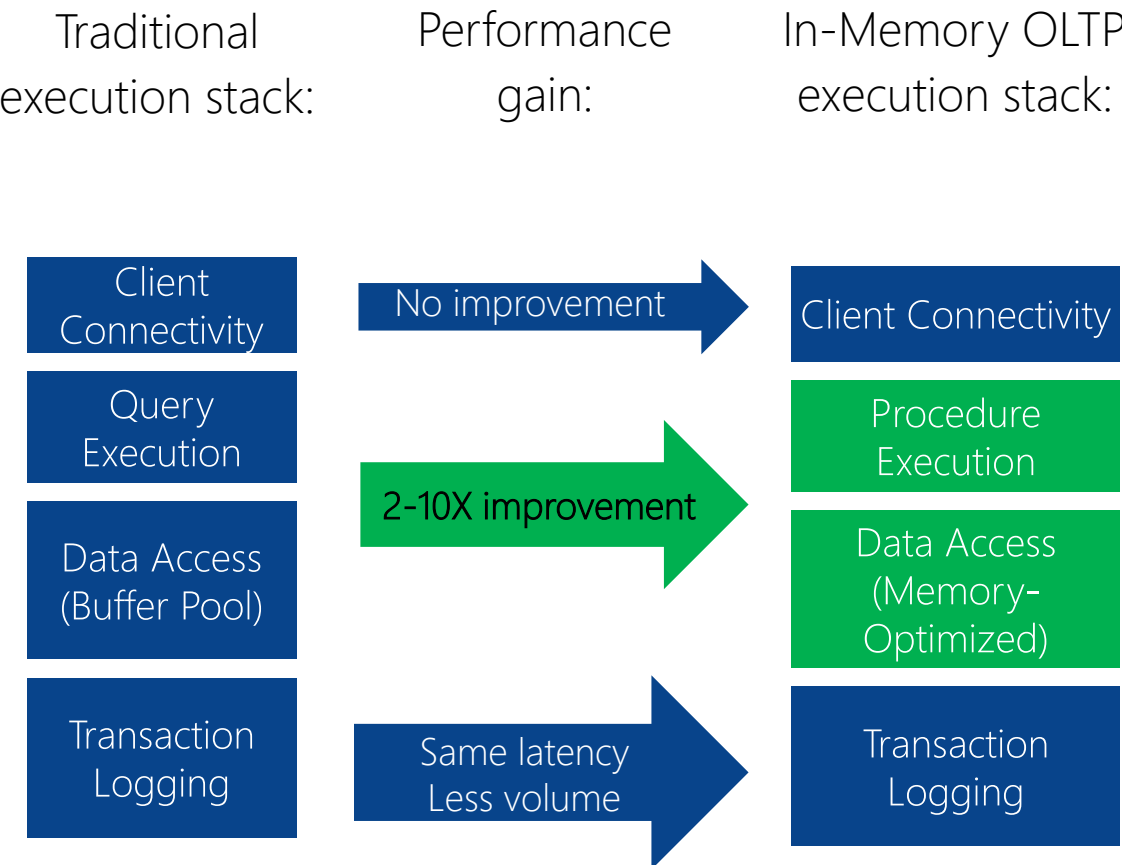 Traditional
execution stack:
Performance
gain:
In-Memory OLTP
execution stack:
Client
Connectivity
No improvement
Client Connectivity
Query
Execution
2-10X improvement
Procedure
Execution
Data Access
(Buffer Pool)
Data Access
(Memory-
Optimized)
Transaction
Logging
Same latency
Less volume
Transaction
Logging